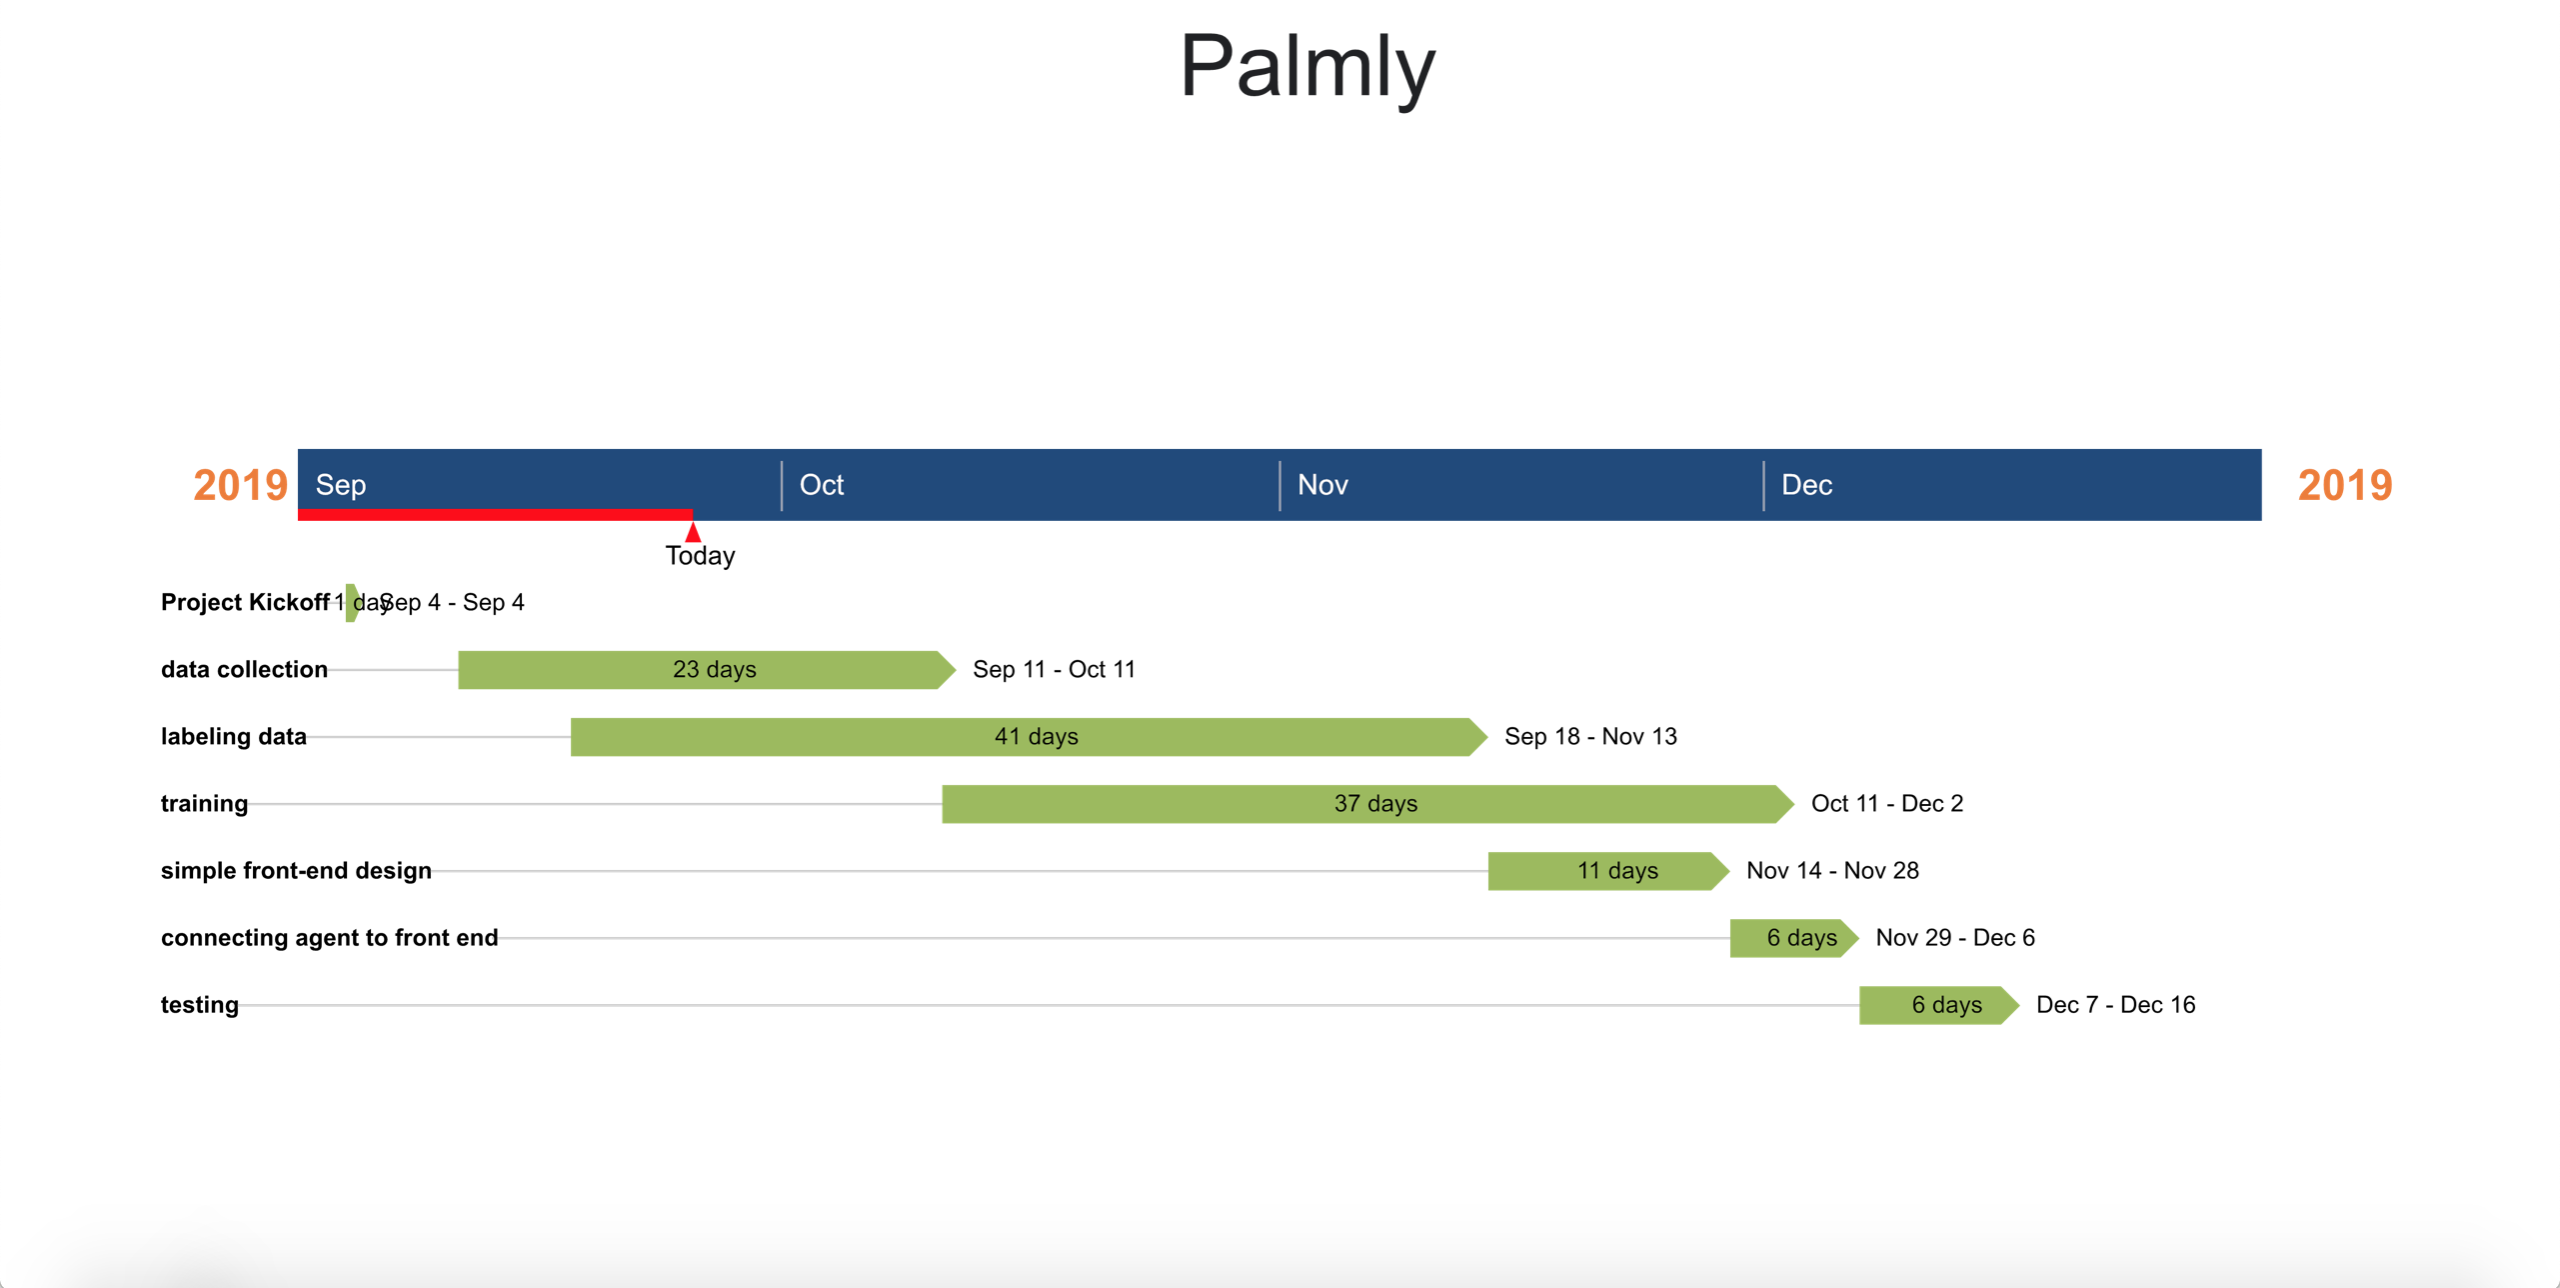 Palmly
2019 Sep Oct Nov Dec 2019
Today
Project Kickoff 1 day Sep 4 - Sep 4
data collection 23 days Sep 11 - Oct 11
labeling data 41 days Sep 18 - Nov 13
training 37 days Oct 11 - Dec 2
simple front-end design 11 days Nov 14 - Nov 28
connecting agent to front end 6 days Nov 29 - Dec 6
testing 6 days Dec 7 - Dec 16